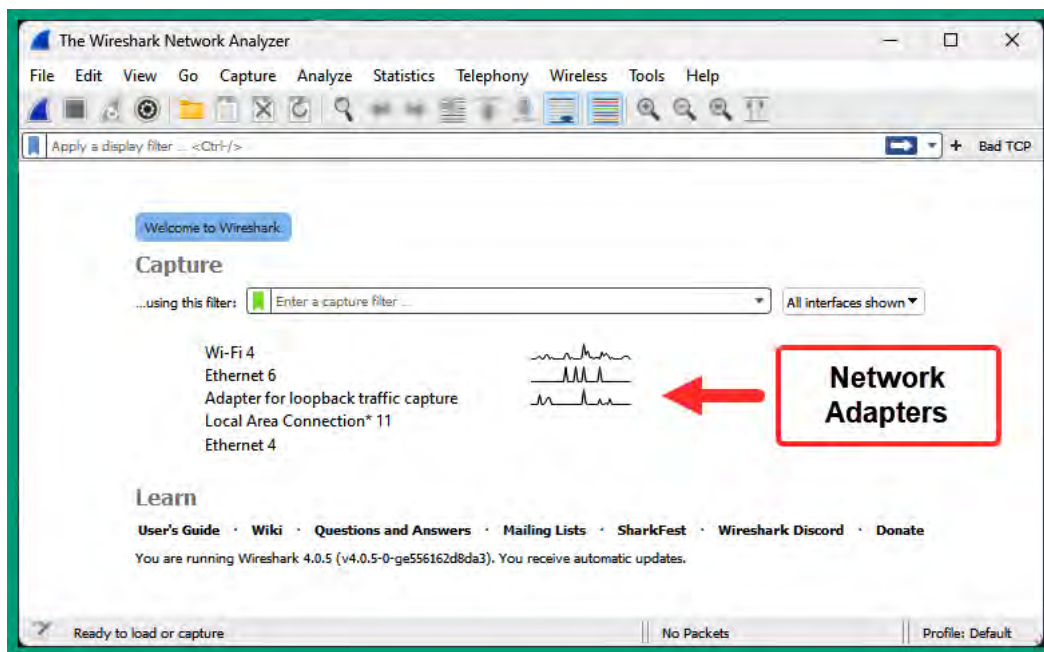 The Wireshark Network Analyzer
File Edit View Go Capture Analyze Statistics Telephony Wireless Tools Help
Apply a display filter ... <Ctrl-/>
+ Bad TCP
Welcome to Wireshark
Capture
...using this filter: Enter a capture filter ... All interfaces shown
Wi-Fi 4
Ethernet 6
Adapter for loopback traffic capture
Local Area Connection* 11
Ethernet 4
Network
Adapters
Learn
User's Guide · Wiki · Questions and Answers · Mailing Lists · SharkFest · Wireshark Discord · Donate
You are running Wireshark 4.0.5 (v4.0.5-0-ge556162d8da3). You receive automatic updates.
Ready to load or capture No Packets Profile: Default